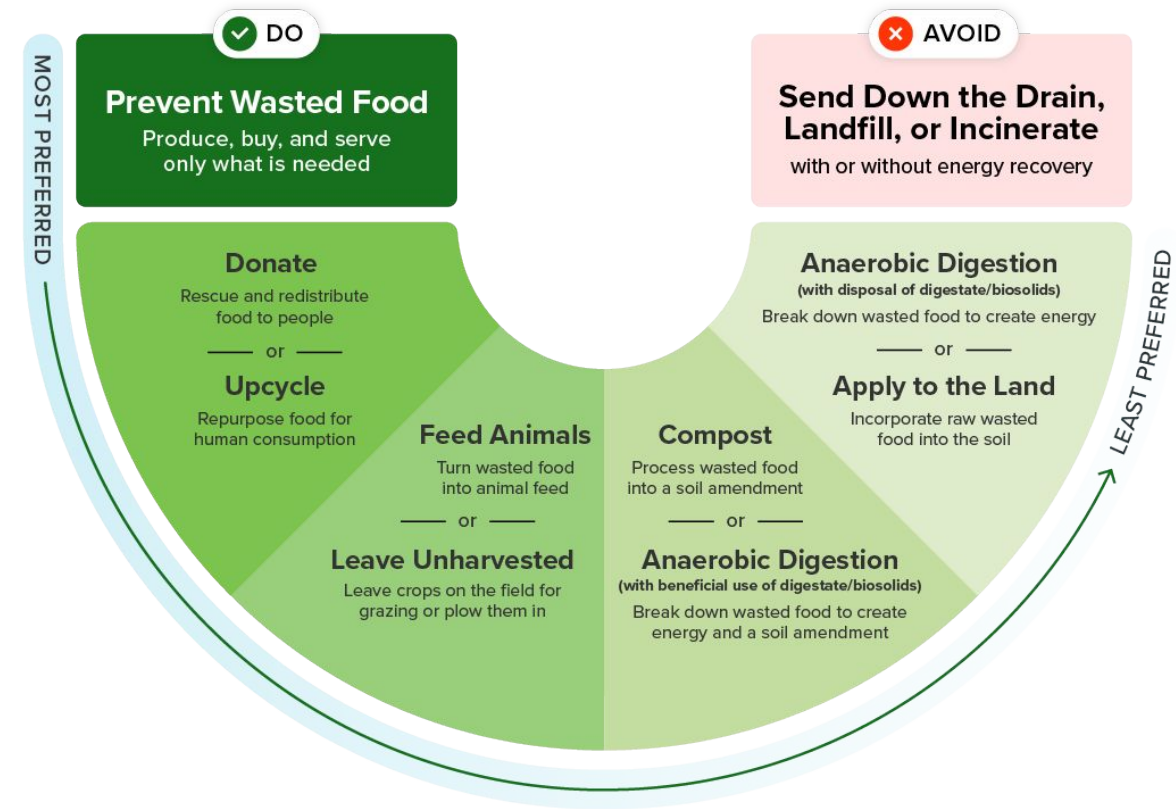 DO
MOST PREFERRED
Prevent Wasted Food
Produce, buy, and serve
only what is needed
Donate
Rescue and redistribute
food to people
or
Upcycle
Repurpose food for
human consumption
Feed Animals
Turn wasted food
into animal feed
or
Leave Unharvested
Leave crops on the field for
grazing or plow them in
Compost
Process wasted food
into a soil amendment
or
Anaerobic Digestion
(with beneficial use of digestate/biosolids)
Break down wasted food to create
energy and a soil amendment
Anaerobic Digestion
(with disposal of digestate/biosolids)
Break down wasted food to create energy
or
Apply to the Land
Incorporate raw wasted
food into the soil
LEAST PREFERRED
AVOID
Send Down the Drain,
Landfill, or Incinerate
with or without energy recovery